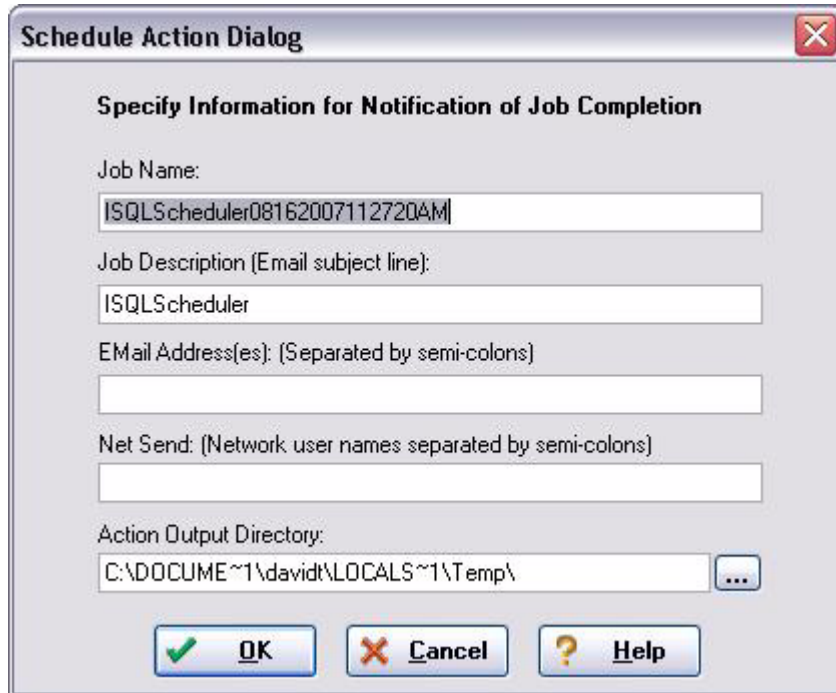 Schedule Action Dialog
Specify Information for Notification of Job Completion
Job Name:
ISQLScheduler08162007112720AM
Job Description (Email subject line):
ISQLScheduler
EMail Address(es): (Separated by semi-colons)
Net Send: (Network user names separated by semi-colons)
Action Output Directory:
C:\DOCUME~1\davidt\LOCALS~1\Temp\
...
OK
Cancel
Help